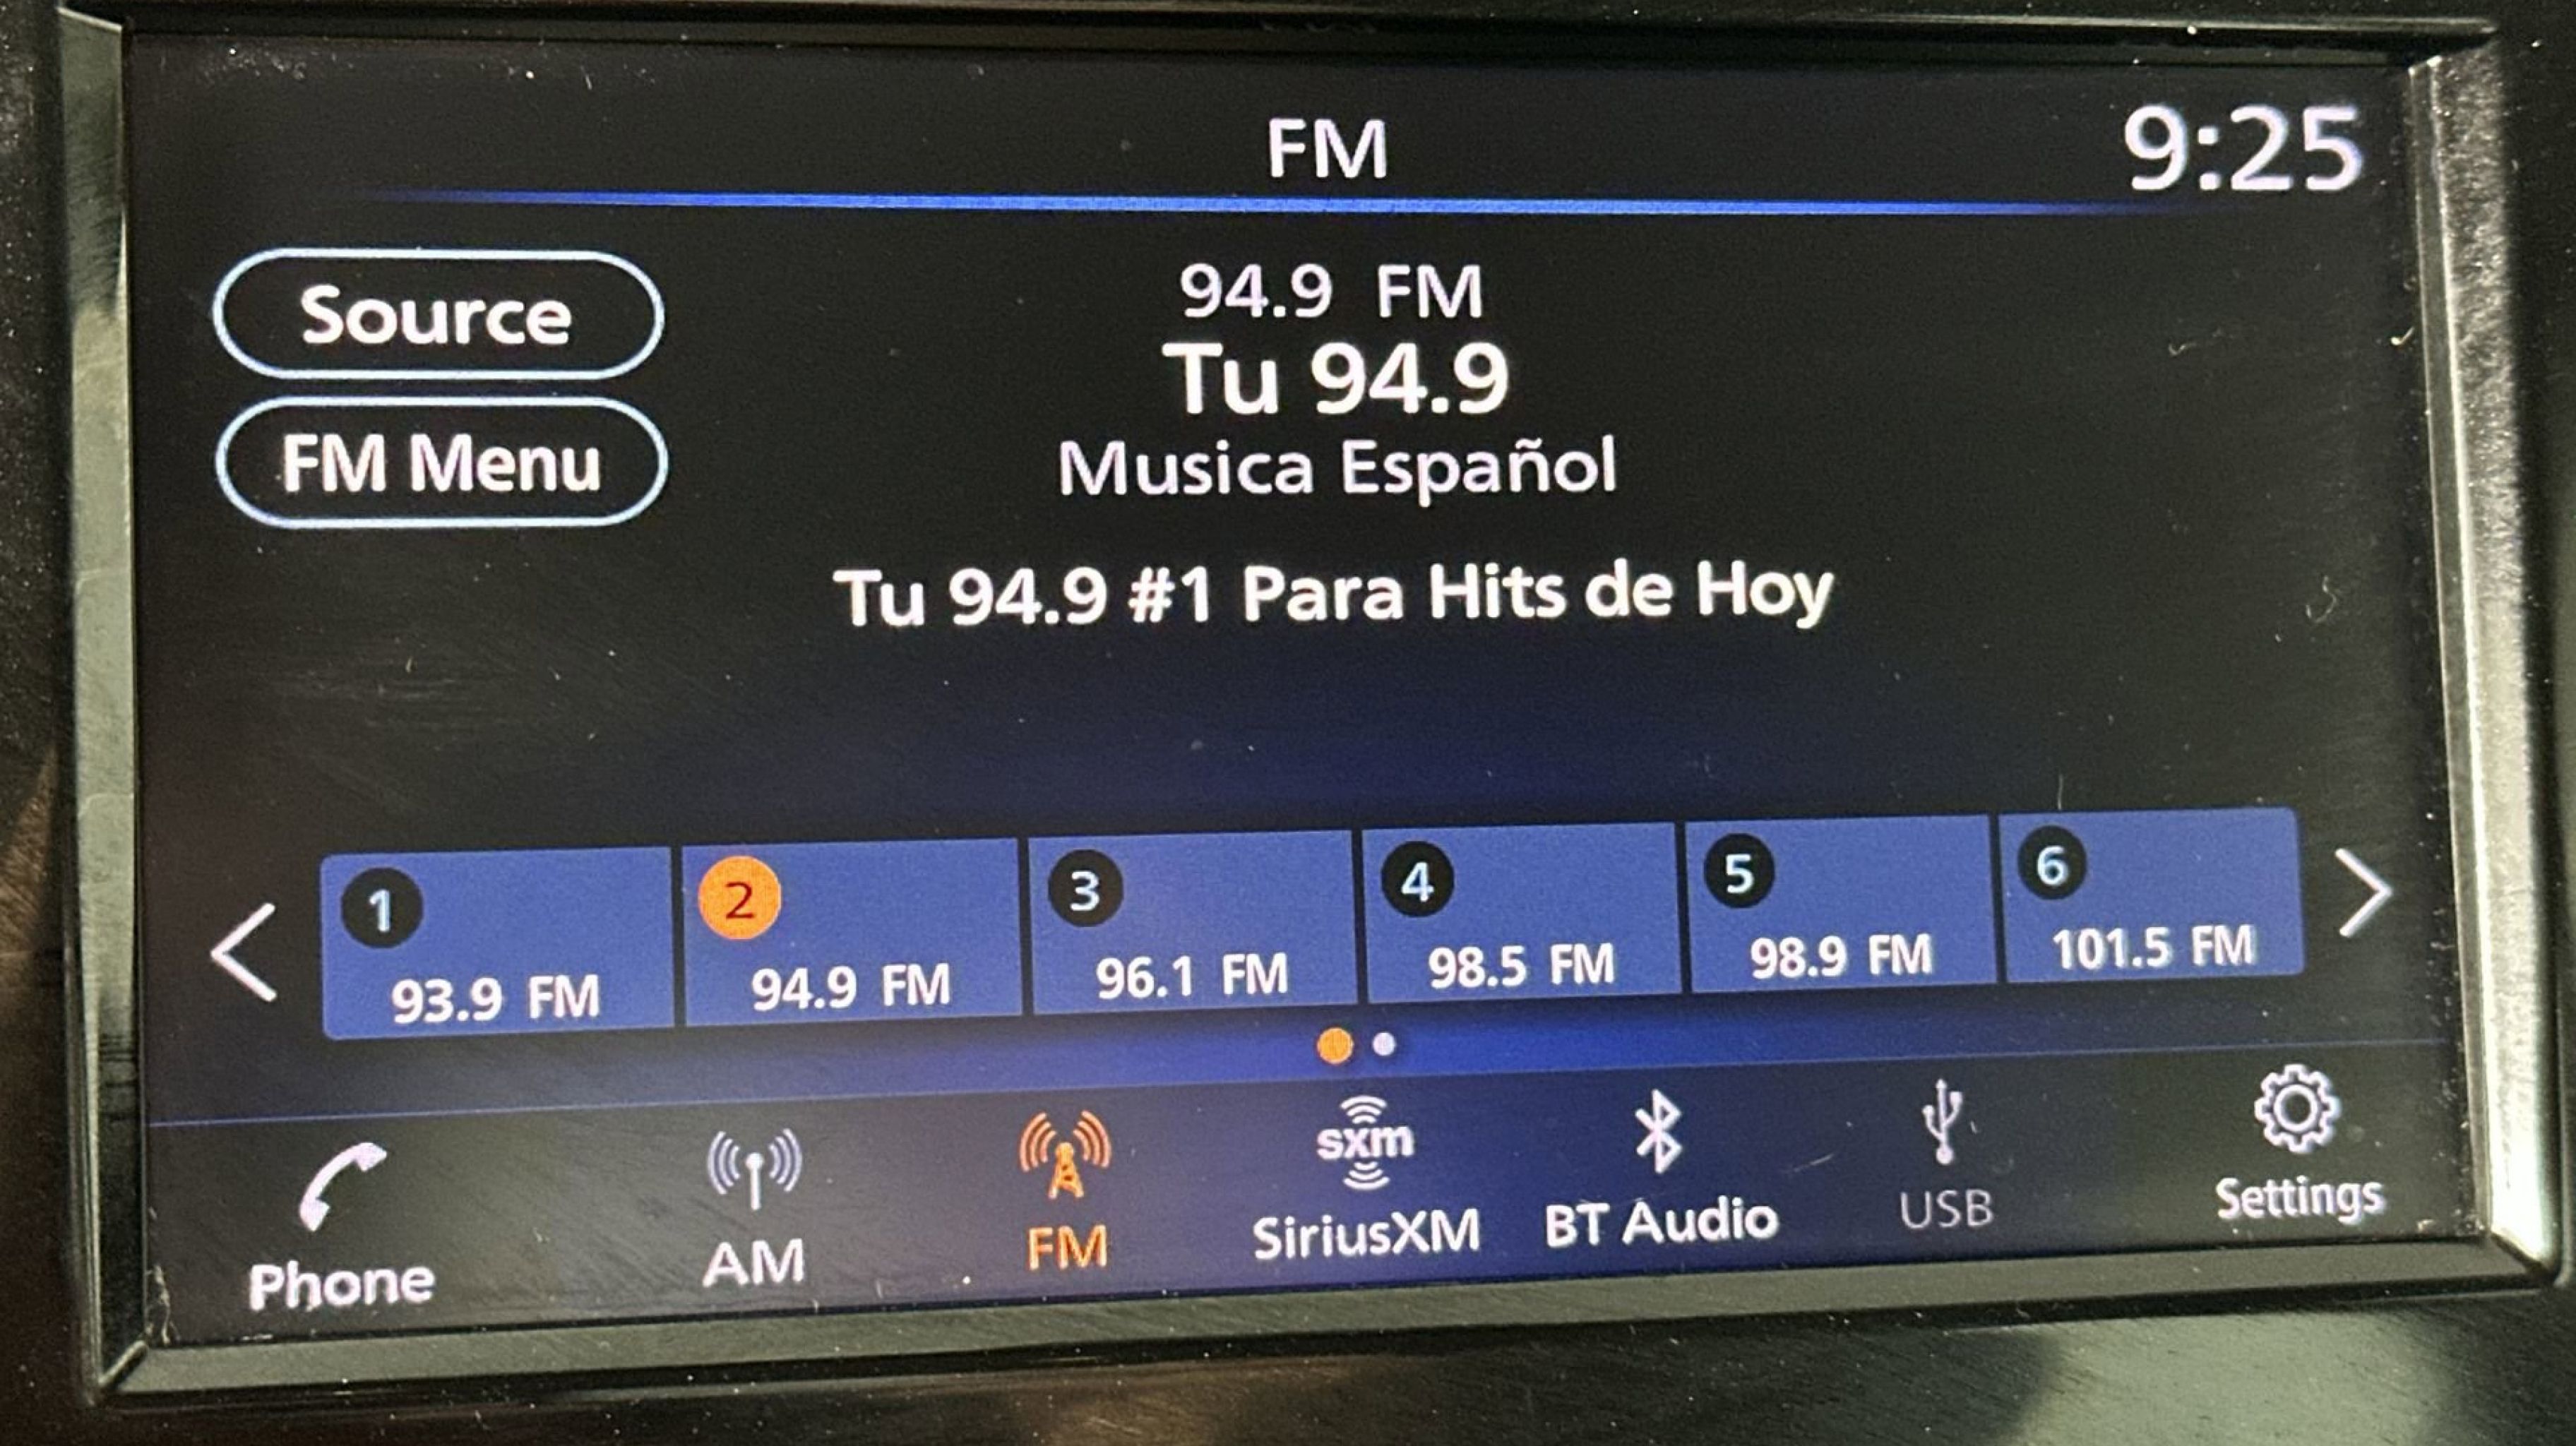 FM
9:25
Source
FM Menu
94.9 FM
Tu 94.9
Musica Español
Tu 94.9 #1 Para Hits de Hoy
1
93.9 FM
2
94.9 FM
3
96.1 FM
4
98.5 FM
5
98.9 FM
6
101.5 FM
Phone
AM
FM
sxm
SiriusXM
BT Audio
USB
Settings